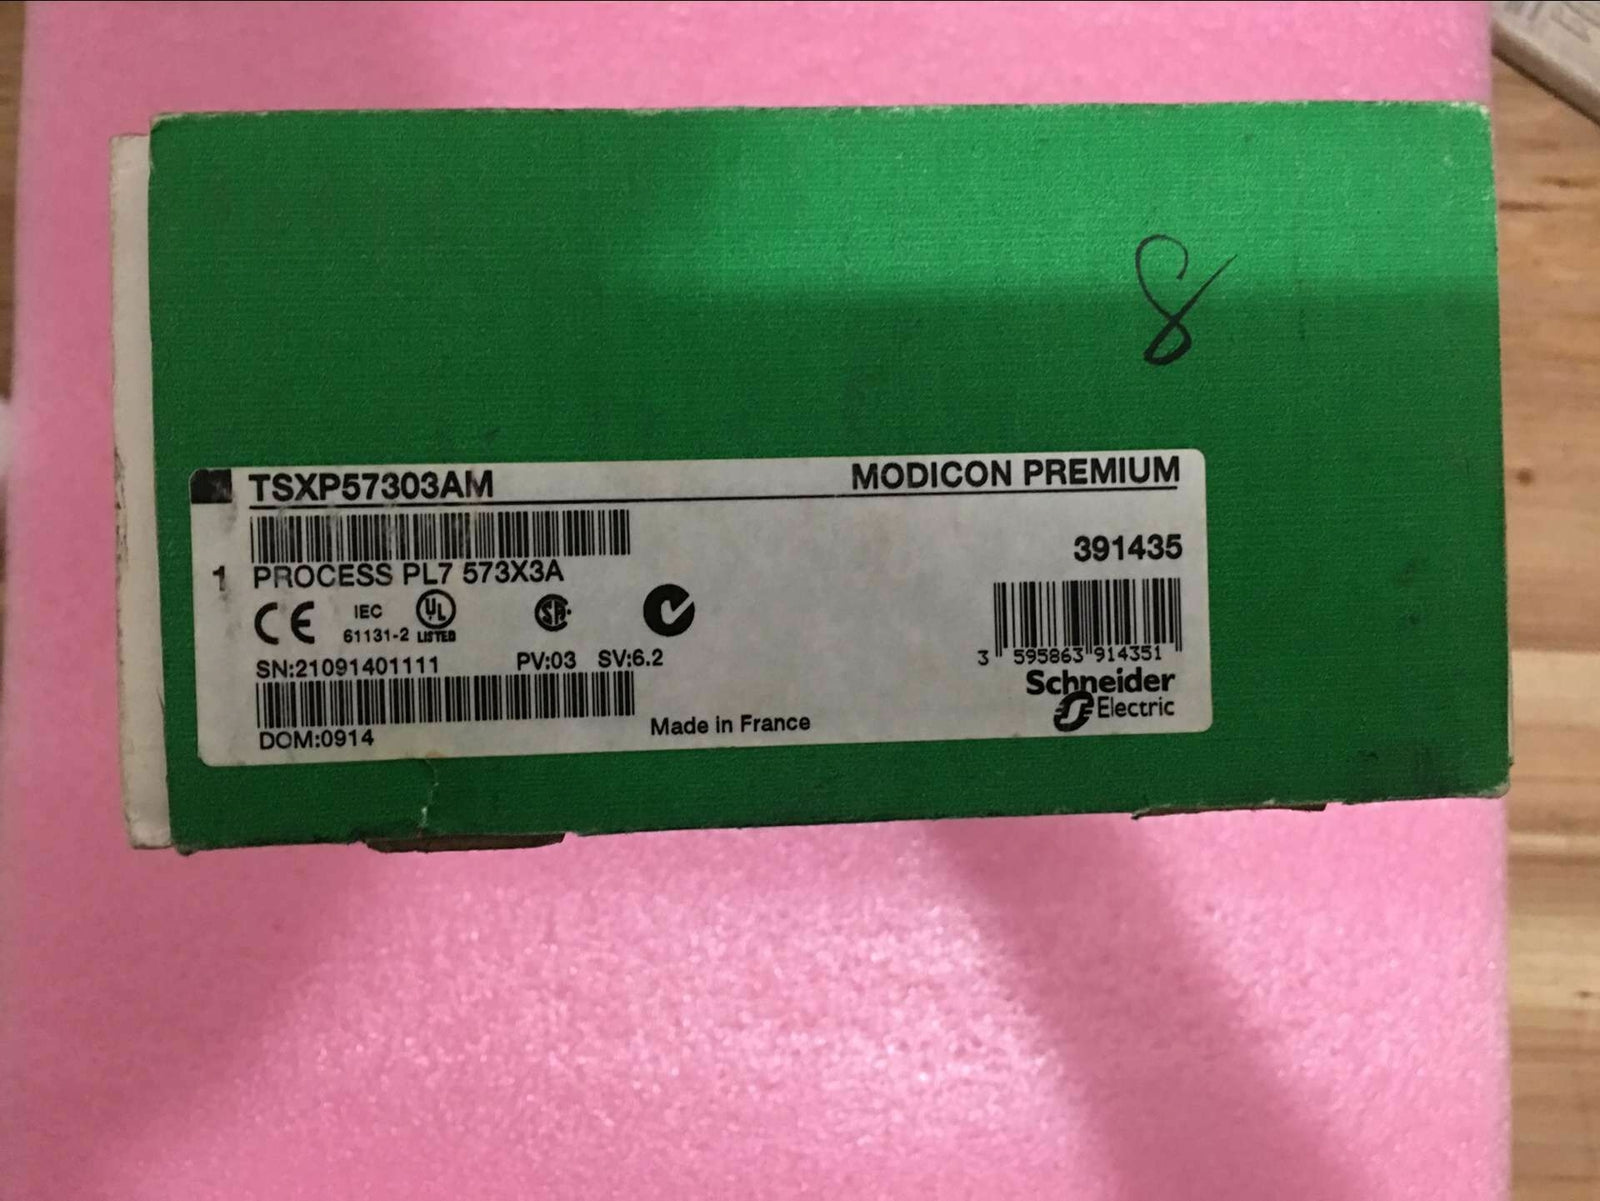 8
TSXP57303AM MODICON PREMIUM
391435
1 PROCESS PL7 573X3A
CE IEC 61131-2 UL LISTED SA
SN:21091401111 PV:03 SV:6.2
3 595863 914351
Schneider
Electric
DOM:0914 Made in France